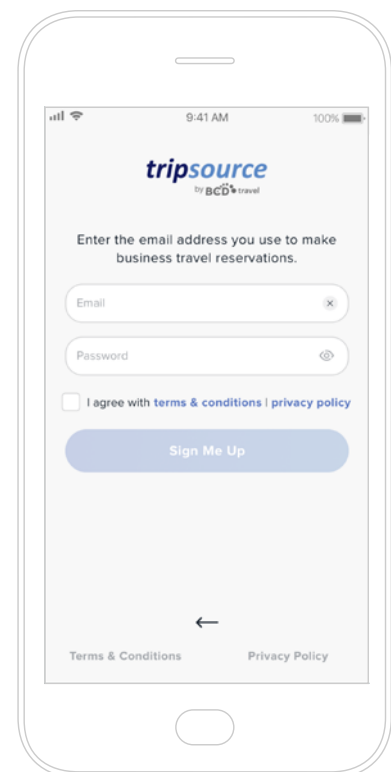 9:41 AM
100%
tripsource
by BCD travel
Enter the email address you use to make
business travel reservations.
Email
Password
I agree with terms & conditions | privacy policy
Sign Me Up
Terms & Conditions
Privacy Policy